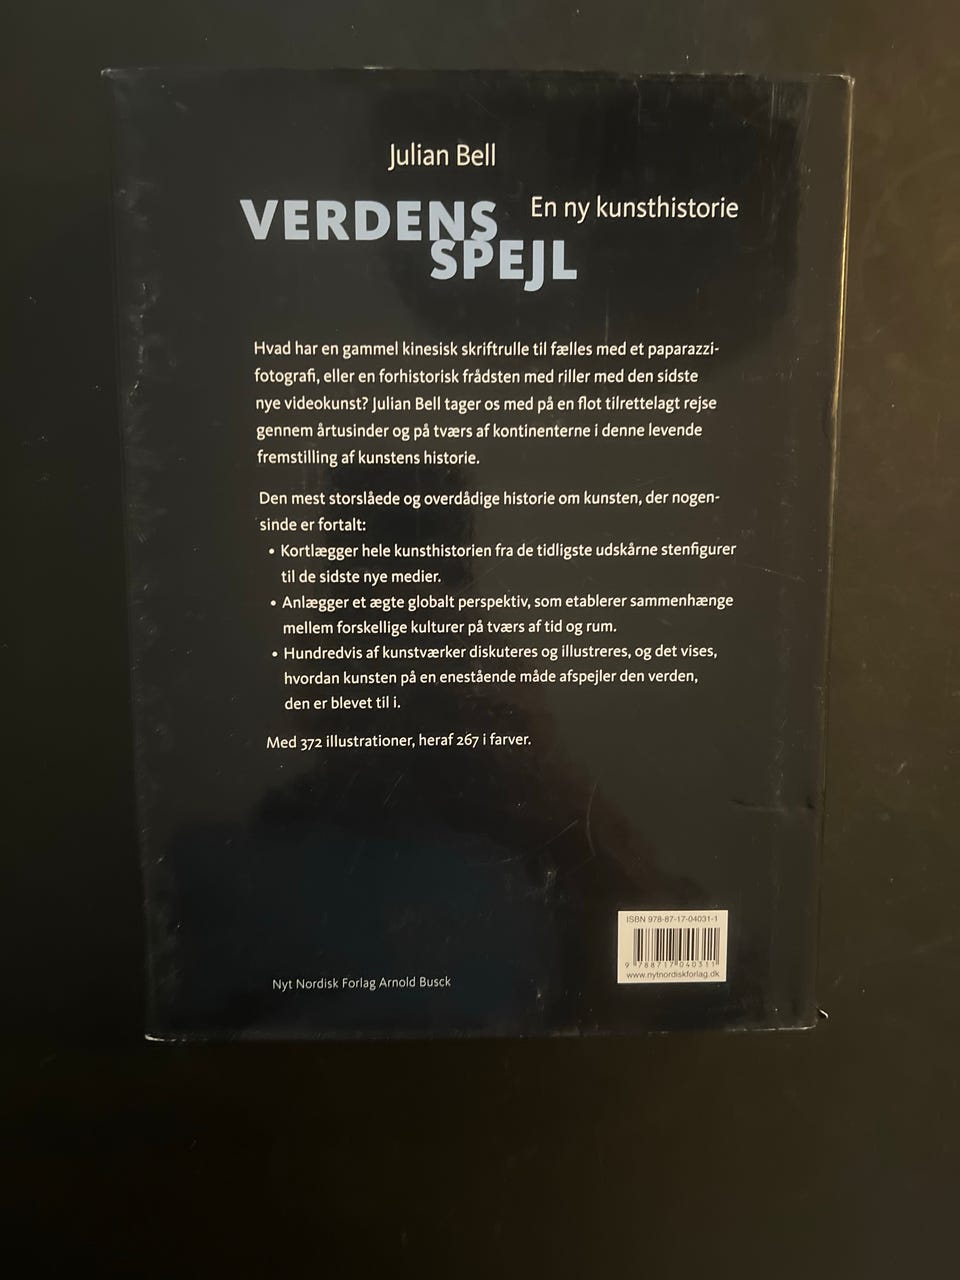 Julian Bell
VERDENS
SPEJL
En ny kunsthistorie
Hvad har en gammel kinesisk skriftrulle til fælles med et paparazzi-
fotografi, eller en forhistorisk frådsten med riller med den sidste
nye videokunst? Julian Bell tager os med på en flot tilrettelagt rejse
gennem årtusinder og på tværs af kontinenterne i denne levende
fremstilling af kunstens historie.
Den mest storslåede og overdådige historie om kunsten, der nogen-
sinde er fortalt:
• Kortlægger hele kunsthistorien fra de tidligste udskårne stenfigurer
til de sidste nye medier.
• Anlægger et ægte globalt perspektiv, som etablerer sammenhænge
mellem forskellige kulturer på tværs af tid og rum.
• Hundredvis af kunstværker diskuteres og illustreres, og det vises,
hvordan kunsten på en enestående måde afspejler den verden,
den er blevet til i.
Med 372 illustrationer, heraf 267 i farver.
ISBN 978-87-17-04031-1
9 788717 040311
www.nytnordiskforlag.dk
Nyt Nordisk Forlag Arnold Busck